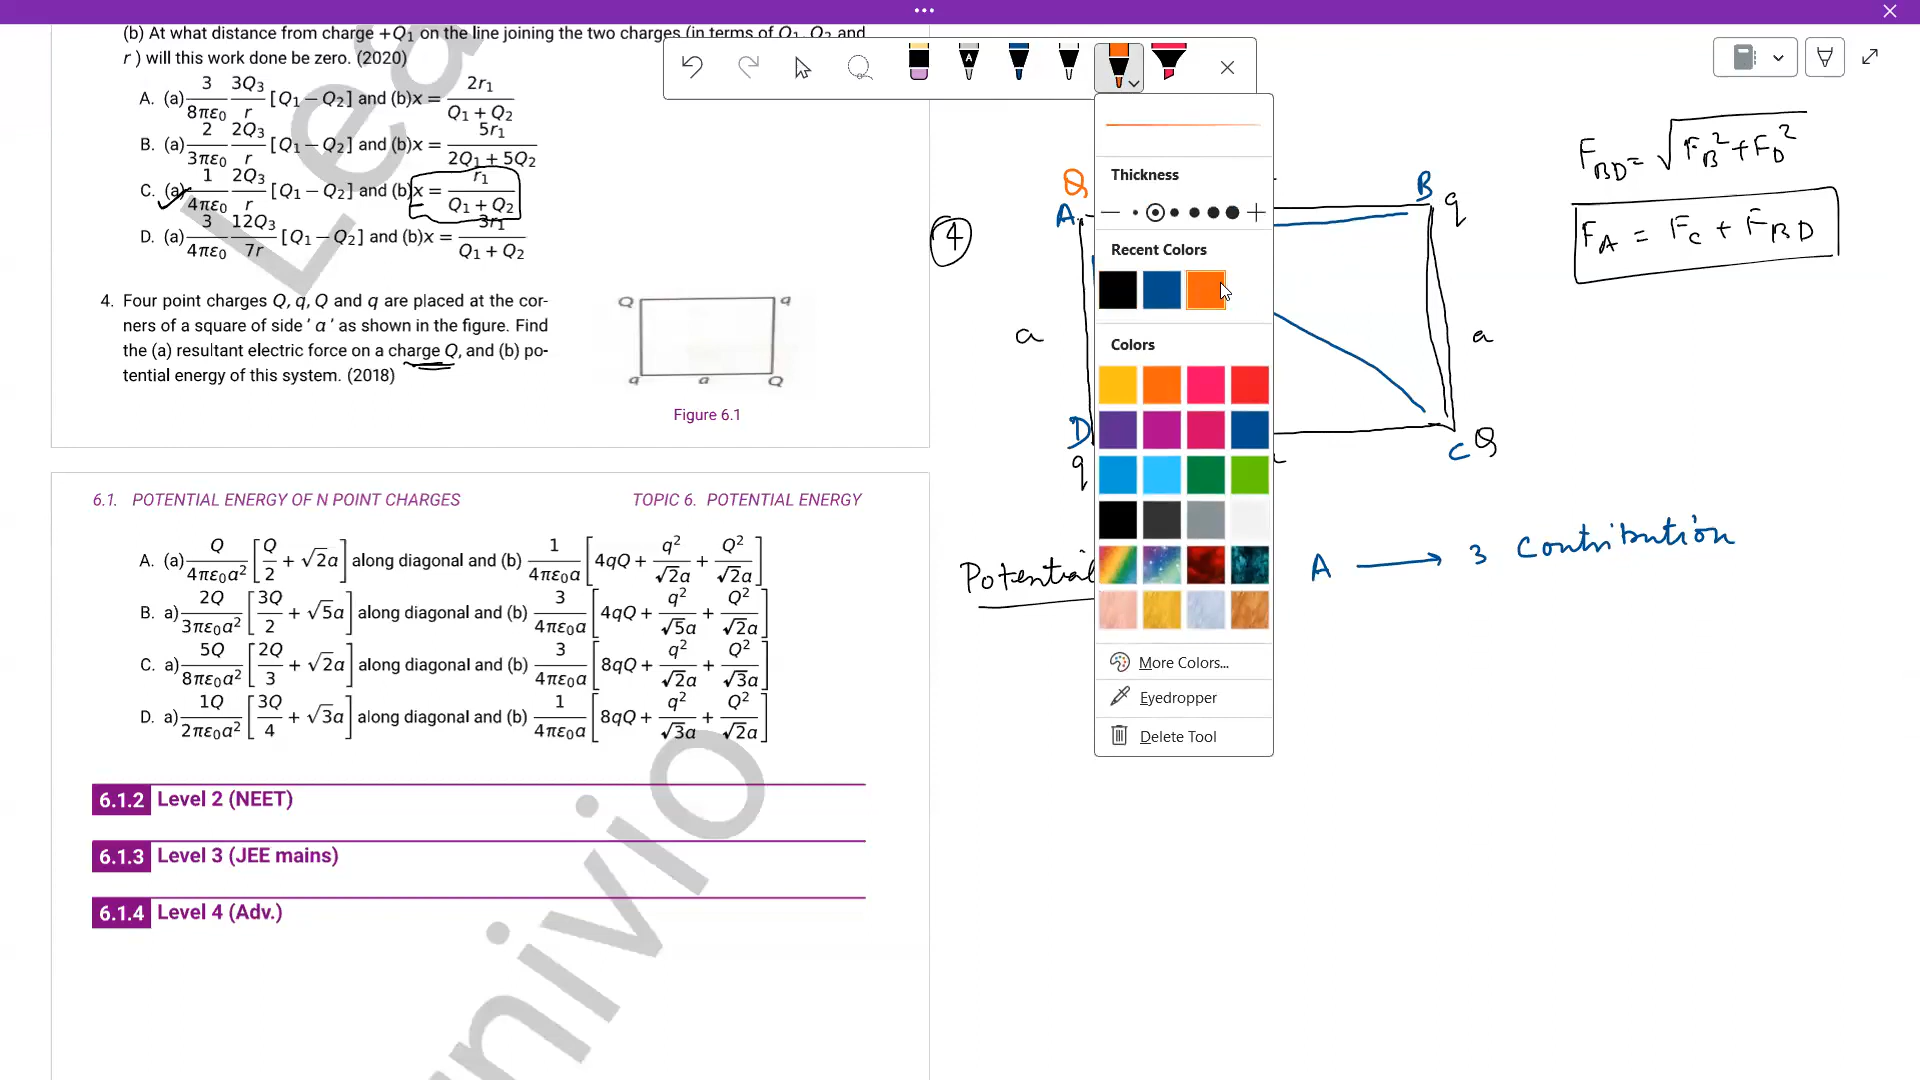 (b) At what distance from charge +Q₁ on the line joining the two charges (in terms of Q₁, Q₂ and
r ) will this work done be zero. (2020)
A. (a) 3/8πε₀ 3Q₃/r [Q₁ − Q₂] and (b)x = 2r₁/Q₁ + Q₂
B. (a) 2/3πε₀ 2Q₃/r [Q₁ − Q₂] and (b)x = 5r₁/2Q₁ + 5Q₂
C. (a) 1/4πε₀ 2Q₃/r [Q₁ − Q₂] and (b)x = r₁/Q₁ + Q₂
D. (a) 3/4πε₀ 12Q₃/7r [Q₁ − Q₂] and (b)x = 3r₁/Q₁ + Q₂
4. Four point charges Q, q, Q and q are placed at the cor-
ners of a square of side ' a ' as shown in the figure. Find
the (a) resultant electric force on a charge Q, and (b) po-
tential energy of this system. (2018)
Q q
q a Q
Figure 6.1
6.1. POTENTIAL ENERGY OF N POINT CHARGES TOPIC 6. POTENTIAL ENERGY
A. (a) Q/4πε₀a² [Q/2 + √2a] along diagonal and (b) 1/4πε₀a [4qQ + q²/√2a + Q²/√2a]
B. a) 2Q/3πε₀a² [3Q/2 + √5a] along diagonal and (b) 3/4πε₀a [4qQ + q²/√5a + Q²/√2a]
C. a) 5Q/8πε₀a² [2Q/3 + √2a] along diagonal and (b) 3/4πε₀a [8qQ + q²/√2a + Q²/√3a]
D. a) 1Q/2πε₀a² [3Q/4 + √3a] along diagonal and (b) 1/4πε₀a [8qQ + q²/√3a + Q²/√2a]
6.1.2 Level 2 (NEET)
6.1.3 Level 3 (JEE mains)
6.1.4 Level 4 (Adv.)
nivio
A
Thickness
Recent Colors
Colors
More Colors...
Eyedropper
Delete Tool
4
Q
A
B q
a
a
D
q
C Q
F_BD = √F_B² + F_D²
F_A = F_C + F_BD
Potential
A ⟶ 3 Contribution